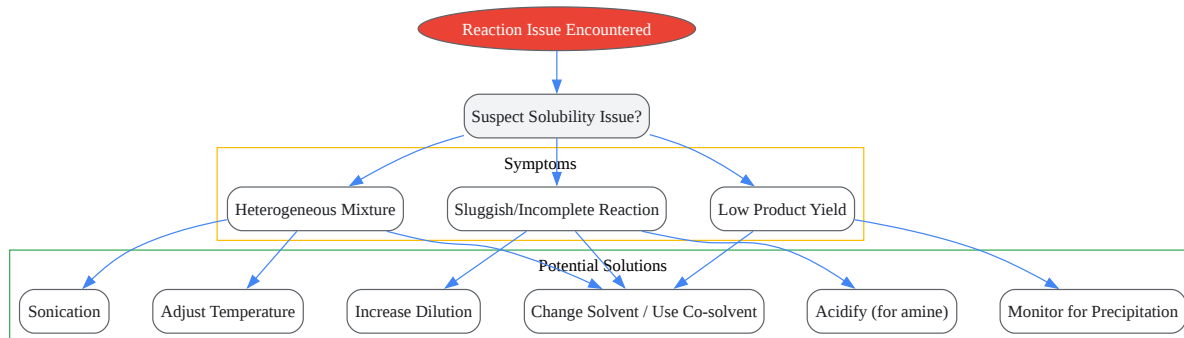 Reaction Issue Encountered
Suspect Solubility Issue?
Symptoms
Heterogeneous Mixture
Sluggish/Incomplete Reaction
Low Product Yield
Potential Solutions
Sonication
Adjust Temperature
Increase Dilution
Change Solvent / Use Co-solvent
Acidify (for amine)
Monitor for Precipitation